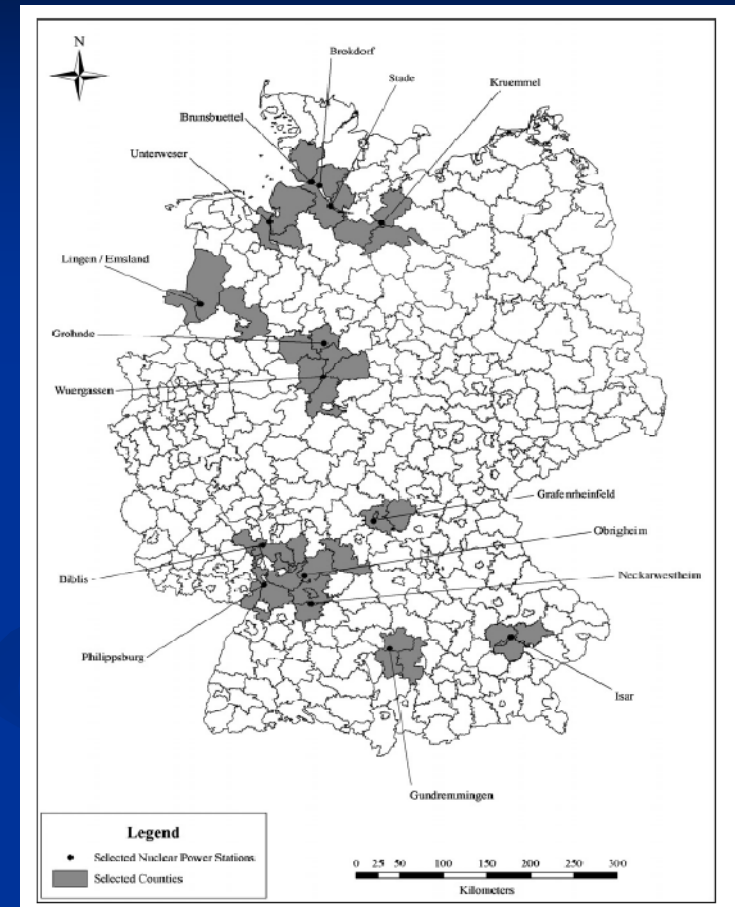 N
Brokdorf
Stade
Kruemmel
Brunsbuettel
Unterweser
Lingen / Emsland
Grohnde
Wuergassen
Grafenrheinfeld
Obrigheim
Biblis
Neckarwestheim
Philippsburg
Isar
Gundremmingen
Legend
Selected Nuclear Power Stations
Selected Counties
0 25 50 100 150 200 250 300
Kilometers